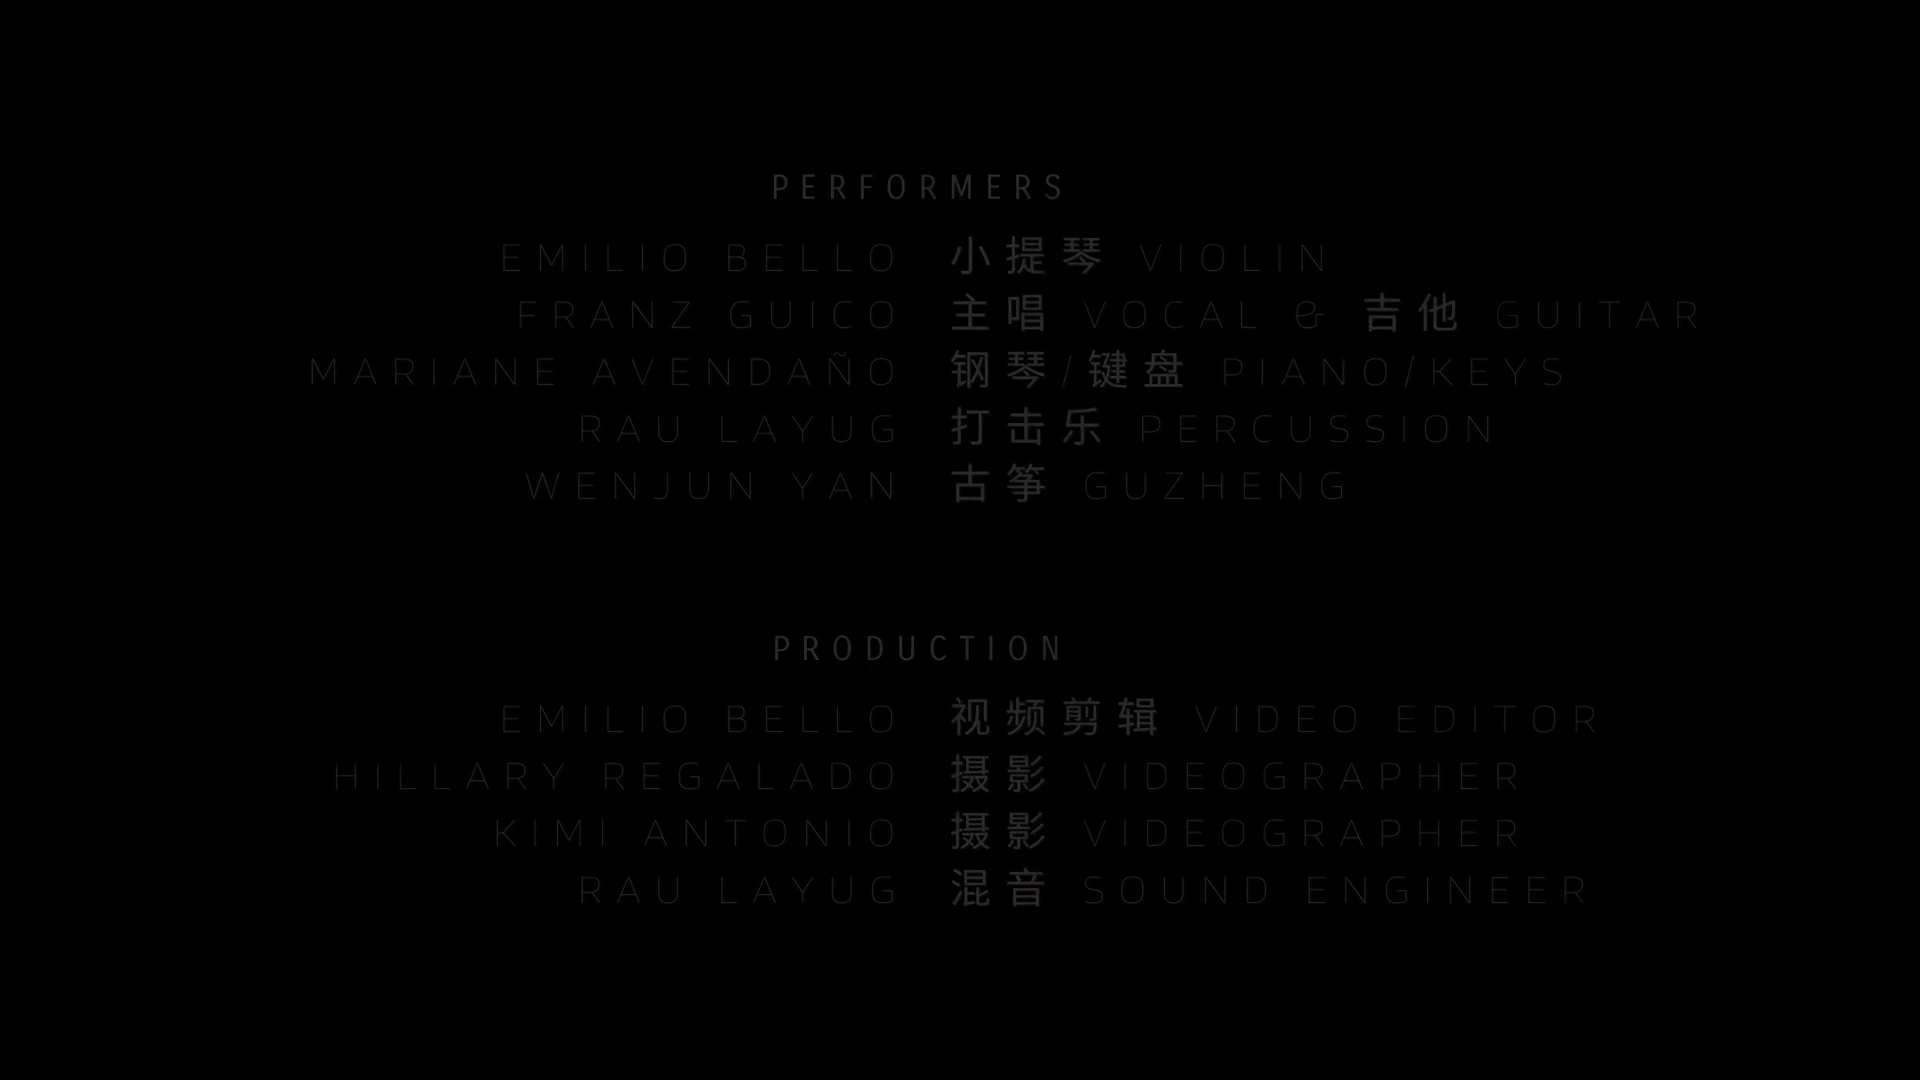 PERFORMERS
EMILIO BELLO 小提琴 VIOLIN
FRANZ GUICO 主唱 VOCAL & 吉他 GUITAR
MARIANE AVENDAÑO 钢琴/键盘 PIANO/KEYS
RAU LAYUG 打击乐 PERCUSSION
WENJUN YAN 古筝 GUZHENG
PRODUCTION
EMILIO BELLO 视频剪辑 VIDEO EDITOR
HILLARY REGALADO 摄影 VIDEOGRAPHER
KIMI ANTONIO 摄影 VIDEOGRAPHER
RAU LAYUG 混音 SOUND ENGINEER